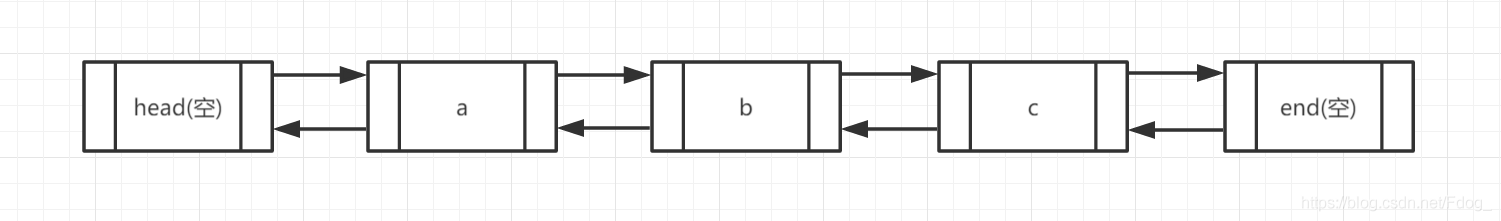 head(空)
a
b
c
end(空)
https://blog.csdn.net/Fdog_